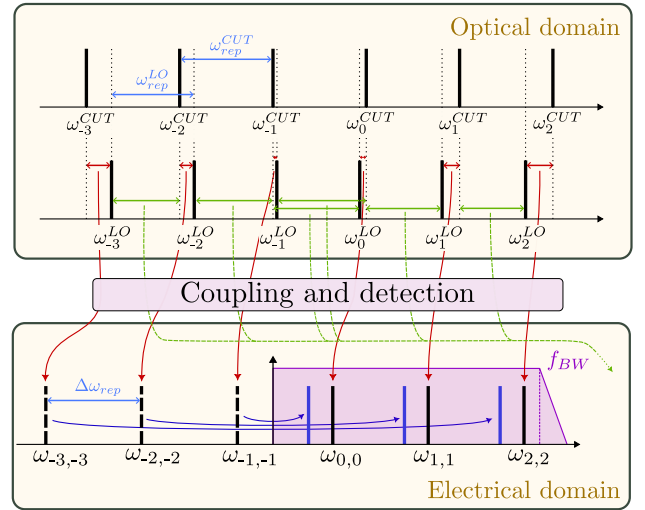 Optical domain
ω_rep^CUT
ω_rep^LO
ω_-3^CUT ω_-2^CUT ω_-1^CUT ω_0^CUT ω_1^CUT ω_2^CUT
ω_-3^LO ω_-2^LO ω_-1^LO ω_0^LO ω_1^LO ω_2^LO
Coupling and detection
f_BW
Δω_rep
ω_-3,-3 ω_-2,-2 ω_-1,-1 ω_0,0 ω_1,1 ω_2,2
Electrical domain